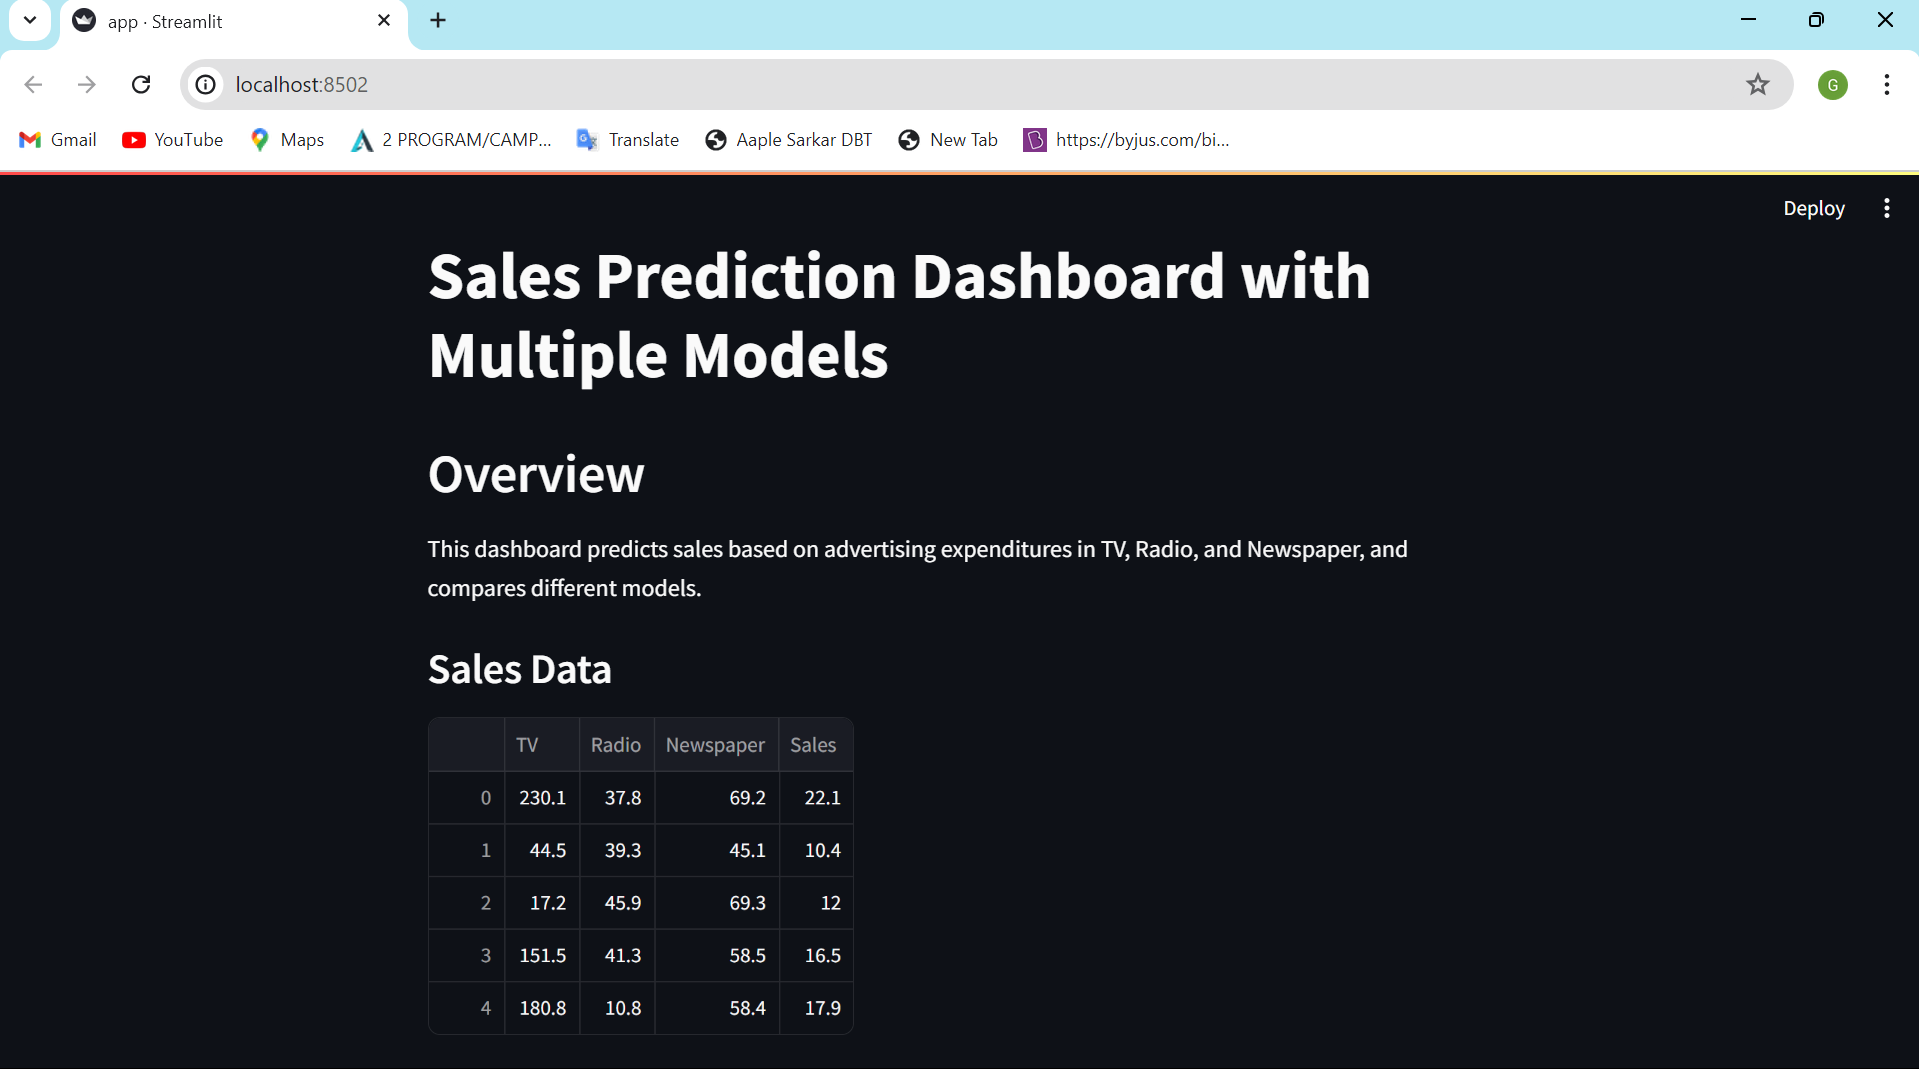 app · Streamlit
localhost:8502
G
Gmail YouTube Maps 2 PROGRAM/CAMP... Translate Aaple Sarkar DBT New Tab https://byjus.com/bi...
Deploy
Sales Prediction Dashboard with
Multiple Models
Overview
This dashboard predicts sales based on advertising expenditures in TV, Radio, and Newspaper, and
compares different models.
Sales Data
TV Radio Newspaper Sales
0 230.1 37.8 69.2 22.1
1 44.5 39.3 45.1 10.4
2 17.2 45.9 69.3 12
3 151.5 41.3 58.5 16.5
4 180.8 10.8 58.4 17.9